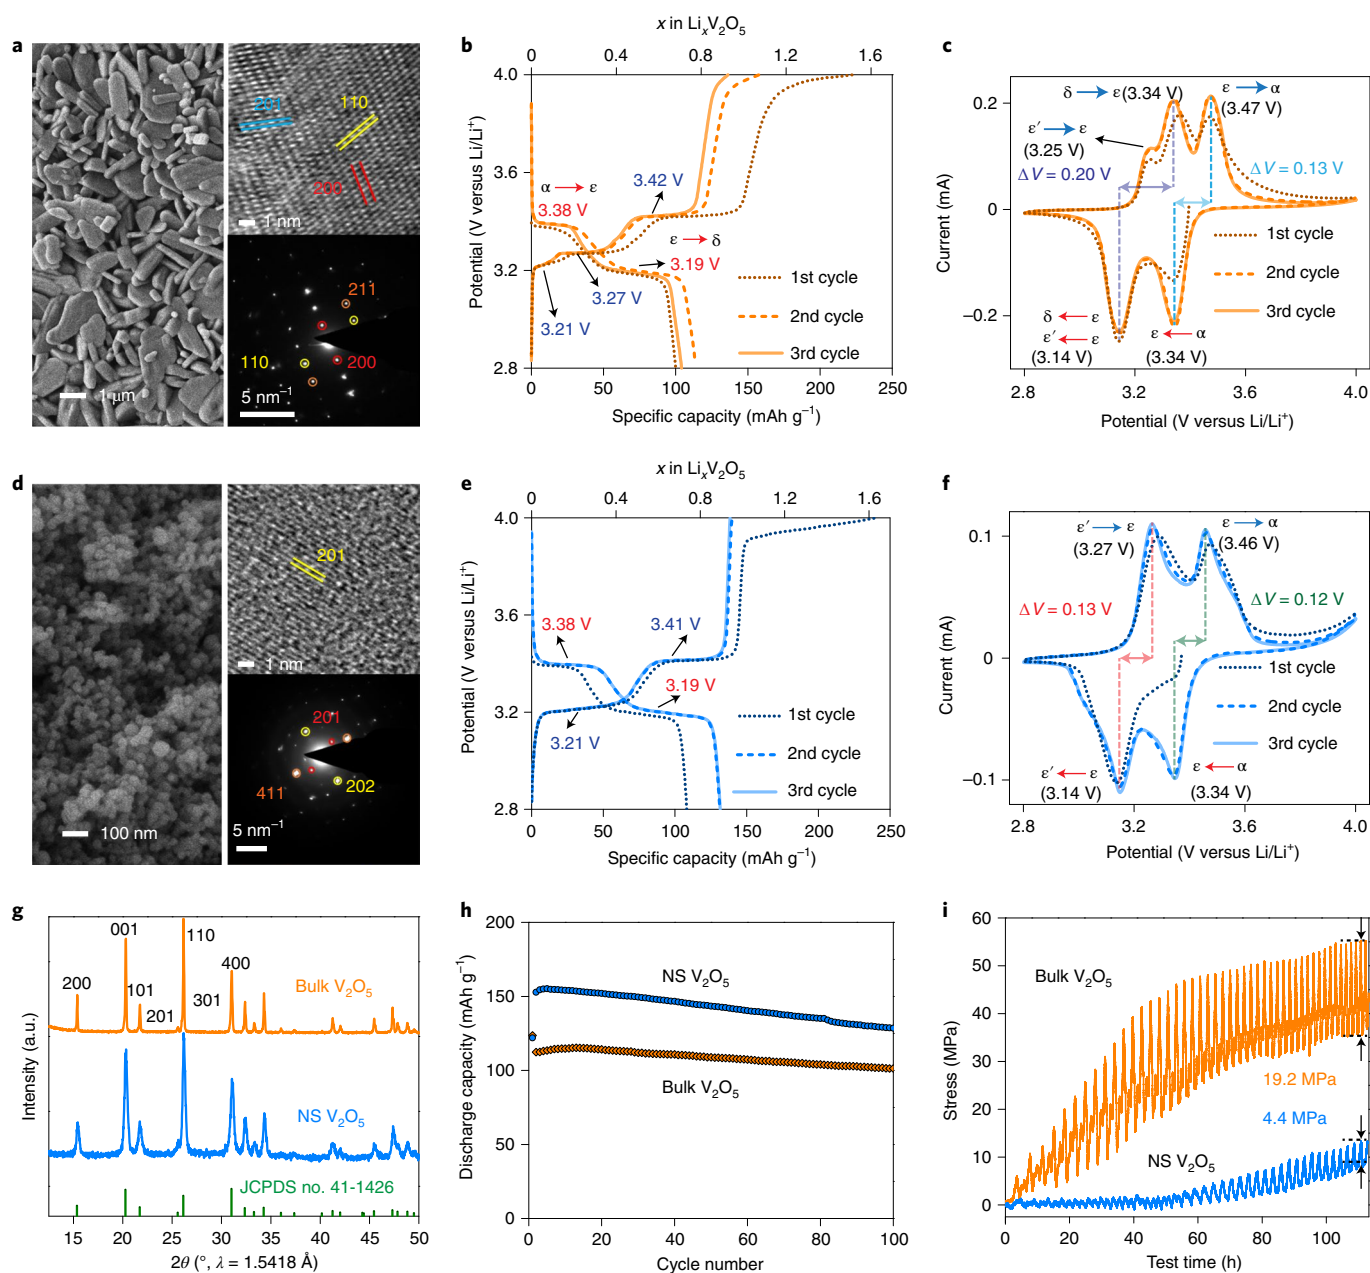 a
201
110
200
1 nm
1 μm
211
110
200
5 nm⁻¹
b
x in LiₓV₂O₅
0 0.4 0.8 1.2 1.6
4.0
3.6
3.2
2.8
Potential (V versus Li/Li⁺)
α → ε
3.38 V
3.42 V
ε → δ
3.19 V
3.27 V
3.21 V
1st cycle
2nd cycle
3rd cycle
0 50 100 150 200 250
Specific capacity (mAh g⁻¹)
c
δ → ε (3.34 V)
ε → α
(3.47 V)
ε′ → ε
(3.25 V)
ΔV = 0.20 V
ΔV = 0.13 V
0.2
0
−0.2
Current (mA)
1st cycle
2nd cycle
3rd cycle
δ ← ε
ε′ ← ε
(3.14 V)
ε ← α
(3.34 V)
2.8 3.2 3.6 4.0
Potential (V versus Li/Li⁺)
d
201
1 nm
100 nm
201
202
411
5 nm⁻¹
e
x in LiₓV₂O₅
0 0.4 0.8 1.2 1.6
4.0
3.6
3.2
2.8
Potential (V versus Li/Li⁺)
3.38 V
3.41 V
3.19 V
3.21 V
1st cycle
2nd cycle
3rd cycle
0 50 100 150 200 250
Specific capacity (mAh g⁻¹)
f
ε′ → ε
(3.27 V)
ε → α
(3.46 V)
ΔV = 0.13 V
ΔV = 0.12 V
0.1
0
−0.1
Current (mA)
1st cycle
2nd cycle
3rd cycle
ε′ ← ε
(3.14 V)
ε ← α
(3.34 V)
2.8 3.2 3.6 4.0
Potential (V versus Li/Li⁺)
g
001
110
200
101
400
201
301
Bulk V₂O₅
NS V₂O₅
JCPDS no. 41-1426
Intensity (a.u.)
15 20 25 30 35 40 45 50
2θ (°, λ = 1.5418 Å)
h
200
150
100
50
0
Discharge capacity (mAh g⁻¹)
NS V₂O₅
Bulk V₂O₅
0 20 40 60 80 100
Cycle number
i
60
50
40
30
20
10
0
Stress (MPa)
Bulk V₂O₅
19.2 MPa
4.4 MPa
NS V₂O₅
0 20 40 60 80 100
Test time (h)